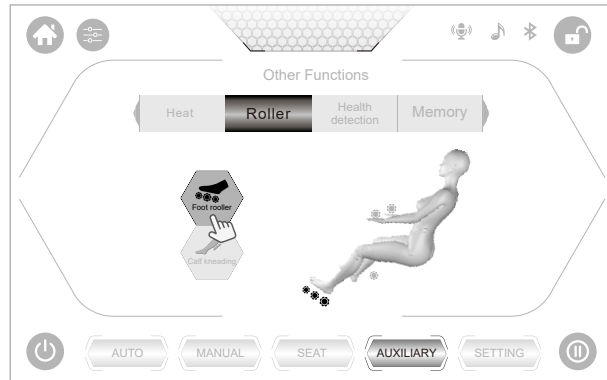 Other Functions
Heat
Roller
Health
detection
Memory
Foot rooller
Calf kneading
AUTO
MANUAL
SEAT
AUXILIARY
SETTING